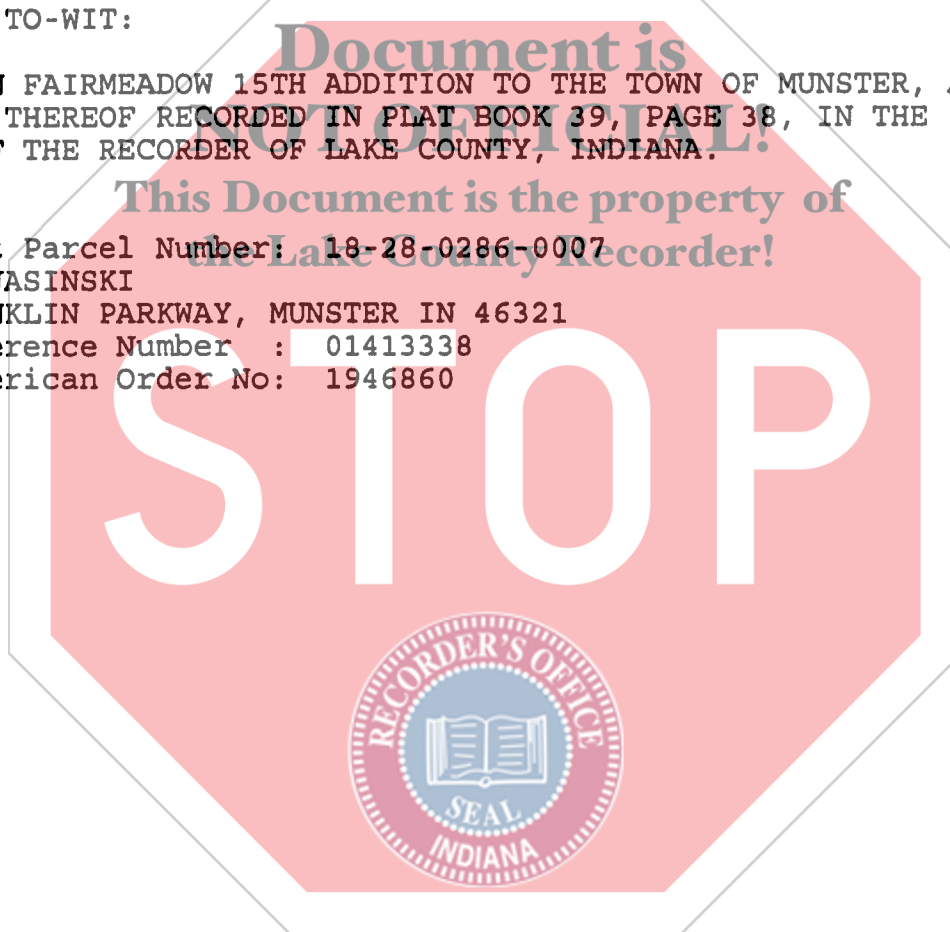 TO-WIT:
Document is
FAIRMEADOW 15TH ADDITION TO THE TOWN OF MUNSTER,
THEREOF RECORDED IN PLAT BOOK 39, PAGE 38, IN THE
NOT OFFICIAL!
THE RECORDER OF LAKE COUNTY, INDIANA.
This Document is the property of
Parcel Number: 18-28-0286-0007
the Lake County Recorder!
ASINSKI
KLIN PARKWAY, MUNSTER IN 46321
erence Number : 01413338
erican Order No: 1946860
STOP
RECORDER'S OFFICE
SEAL
INDIANA